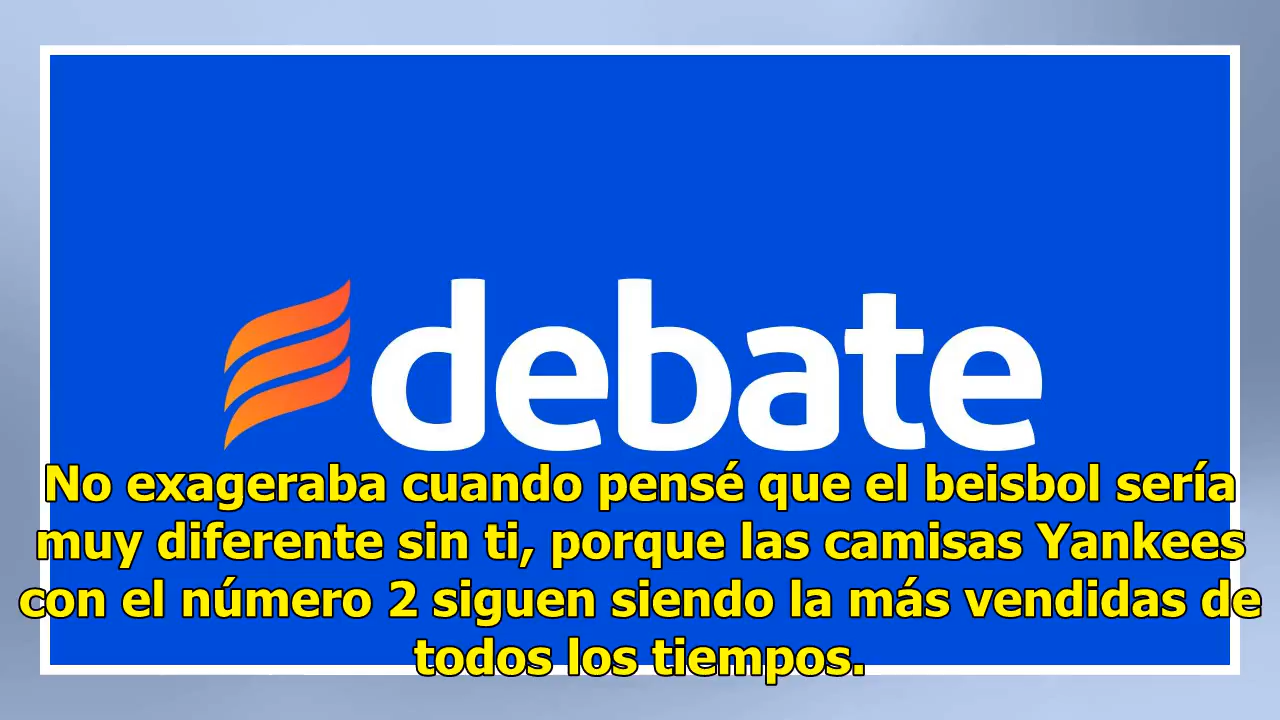 debate
No exageraba cuando pensé que el beisbol sería
muy diferente sin ti, porque las camisas Yankees
con el número 2 siguen siendo la más vendidas de
todos los tiempos.